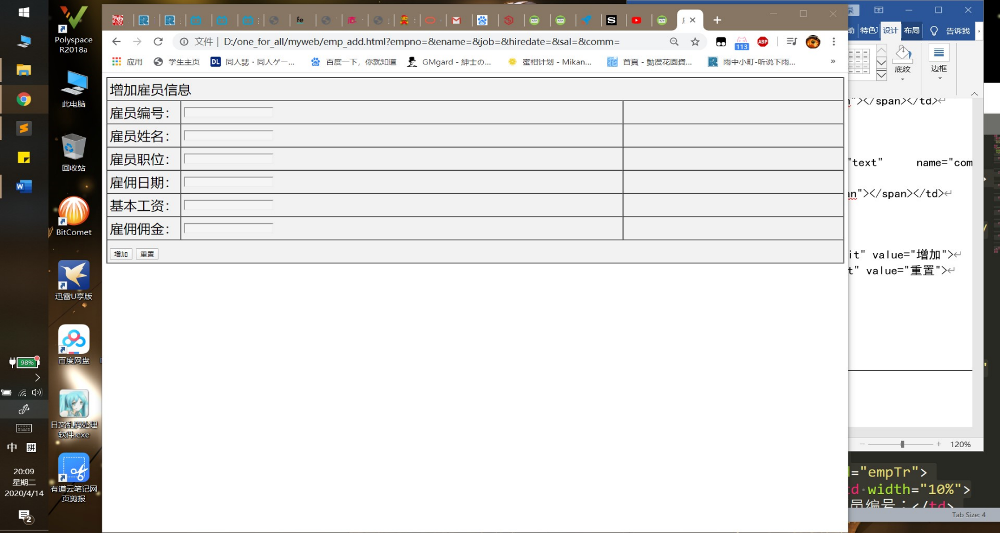 Polyspace
R2018a
此电脑
回收站
BitComet
迅雷U享版
百度网盘
日文乱码处理
软件.exe
有道云笔记网
页剪报
98%
中 拼
20:09
星期二
2020/4/14
2
fe
文件 | D:/one_for_all/myweb/emp_add.html?empno=&ename=&job=&hiredate=&sal=&comm=
113
ABP
应用 学生主页 DL 同人誌・同人ゲー... 百度一下，你就知道 GMgard - 紳士の... 蜜柑计划 - Mikan... 首頁 - 動漫花園資... 雨中小町-听说下雨... »
增加雇员信息
雇员编号：
雇员姓名：
雇员职位：
雇佣日期：
基本工资：
雇佣佣金：
增加 重置
录
助 特色 设计 布局 告诉我
底纹 边框
"></span></td>
"text" name="com
an"></span></td>
it" value="增加">
t" value="重置">
120%
="empTr">
d width="10%">
员编号：</td>
Tab Size: 4